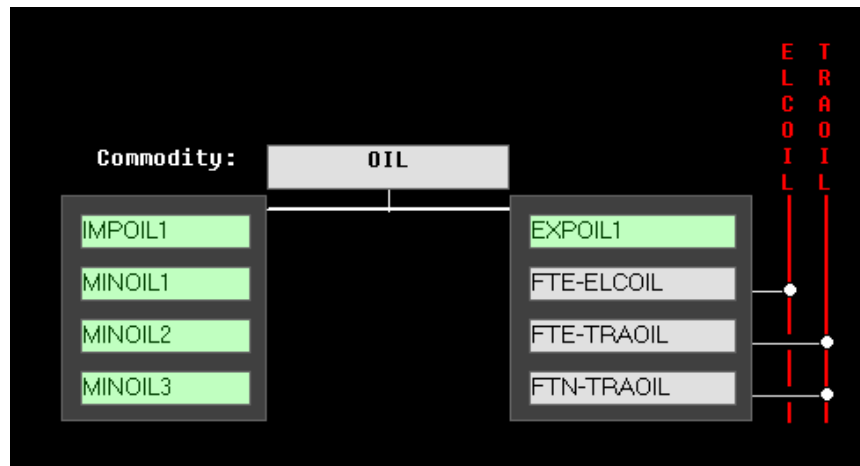 ELCOIL
TRAOIL
Commodity:
OIL
IMPOIL1
MINOIL1
MINOIL2
MINOIL3
EXPOIL1
FTE-ELCOIL
FTE-TRAOIL
FTN-TRAOIL